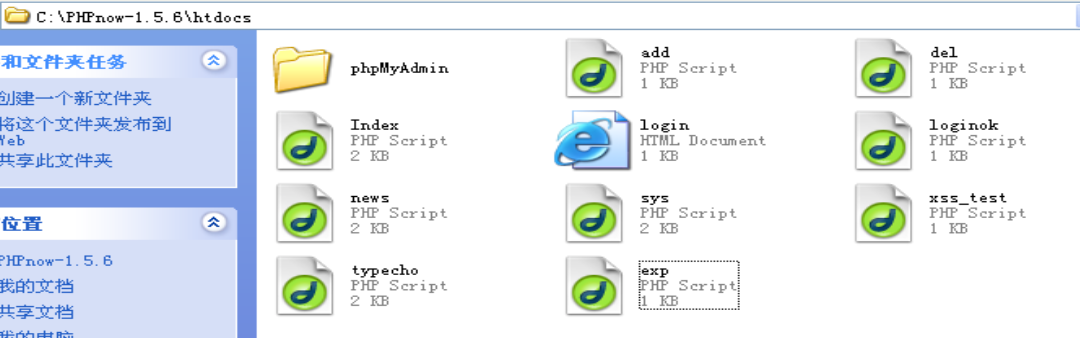 C:\PHPnow-1.5.6\htdocs
和文件夹任务
创建一个新文件夹
将这个文件夹发布到
Web
共享此文件夹
位置
PHPnow-1.5.6
我的文档
共享文档
我的电脑
phpMyAdmin
add
PHP Script
1 KB
del
PHP Script
1 KB
Index
PHP Script
2 KB
login
HTML Document
1 KB
loginok
PHP Script
1 KB
news
PHP Script
2 KB
sys
PHP Script
2 KB
xss_test
PHP Script
1 KB
typecho
PHP Script
2 KB
exp
PHP Script
1 KB